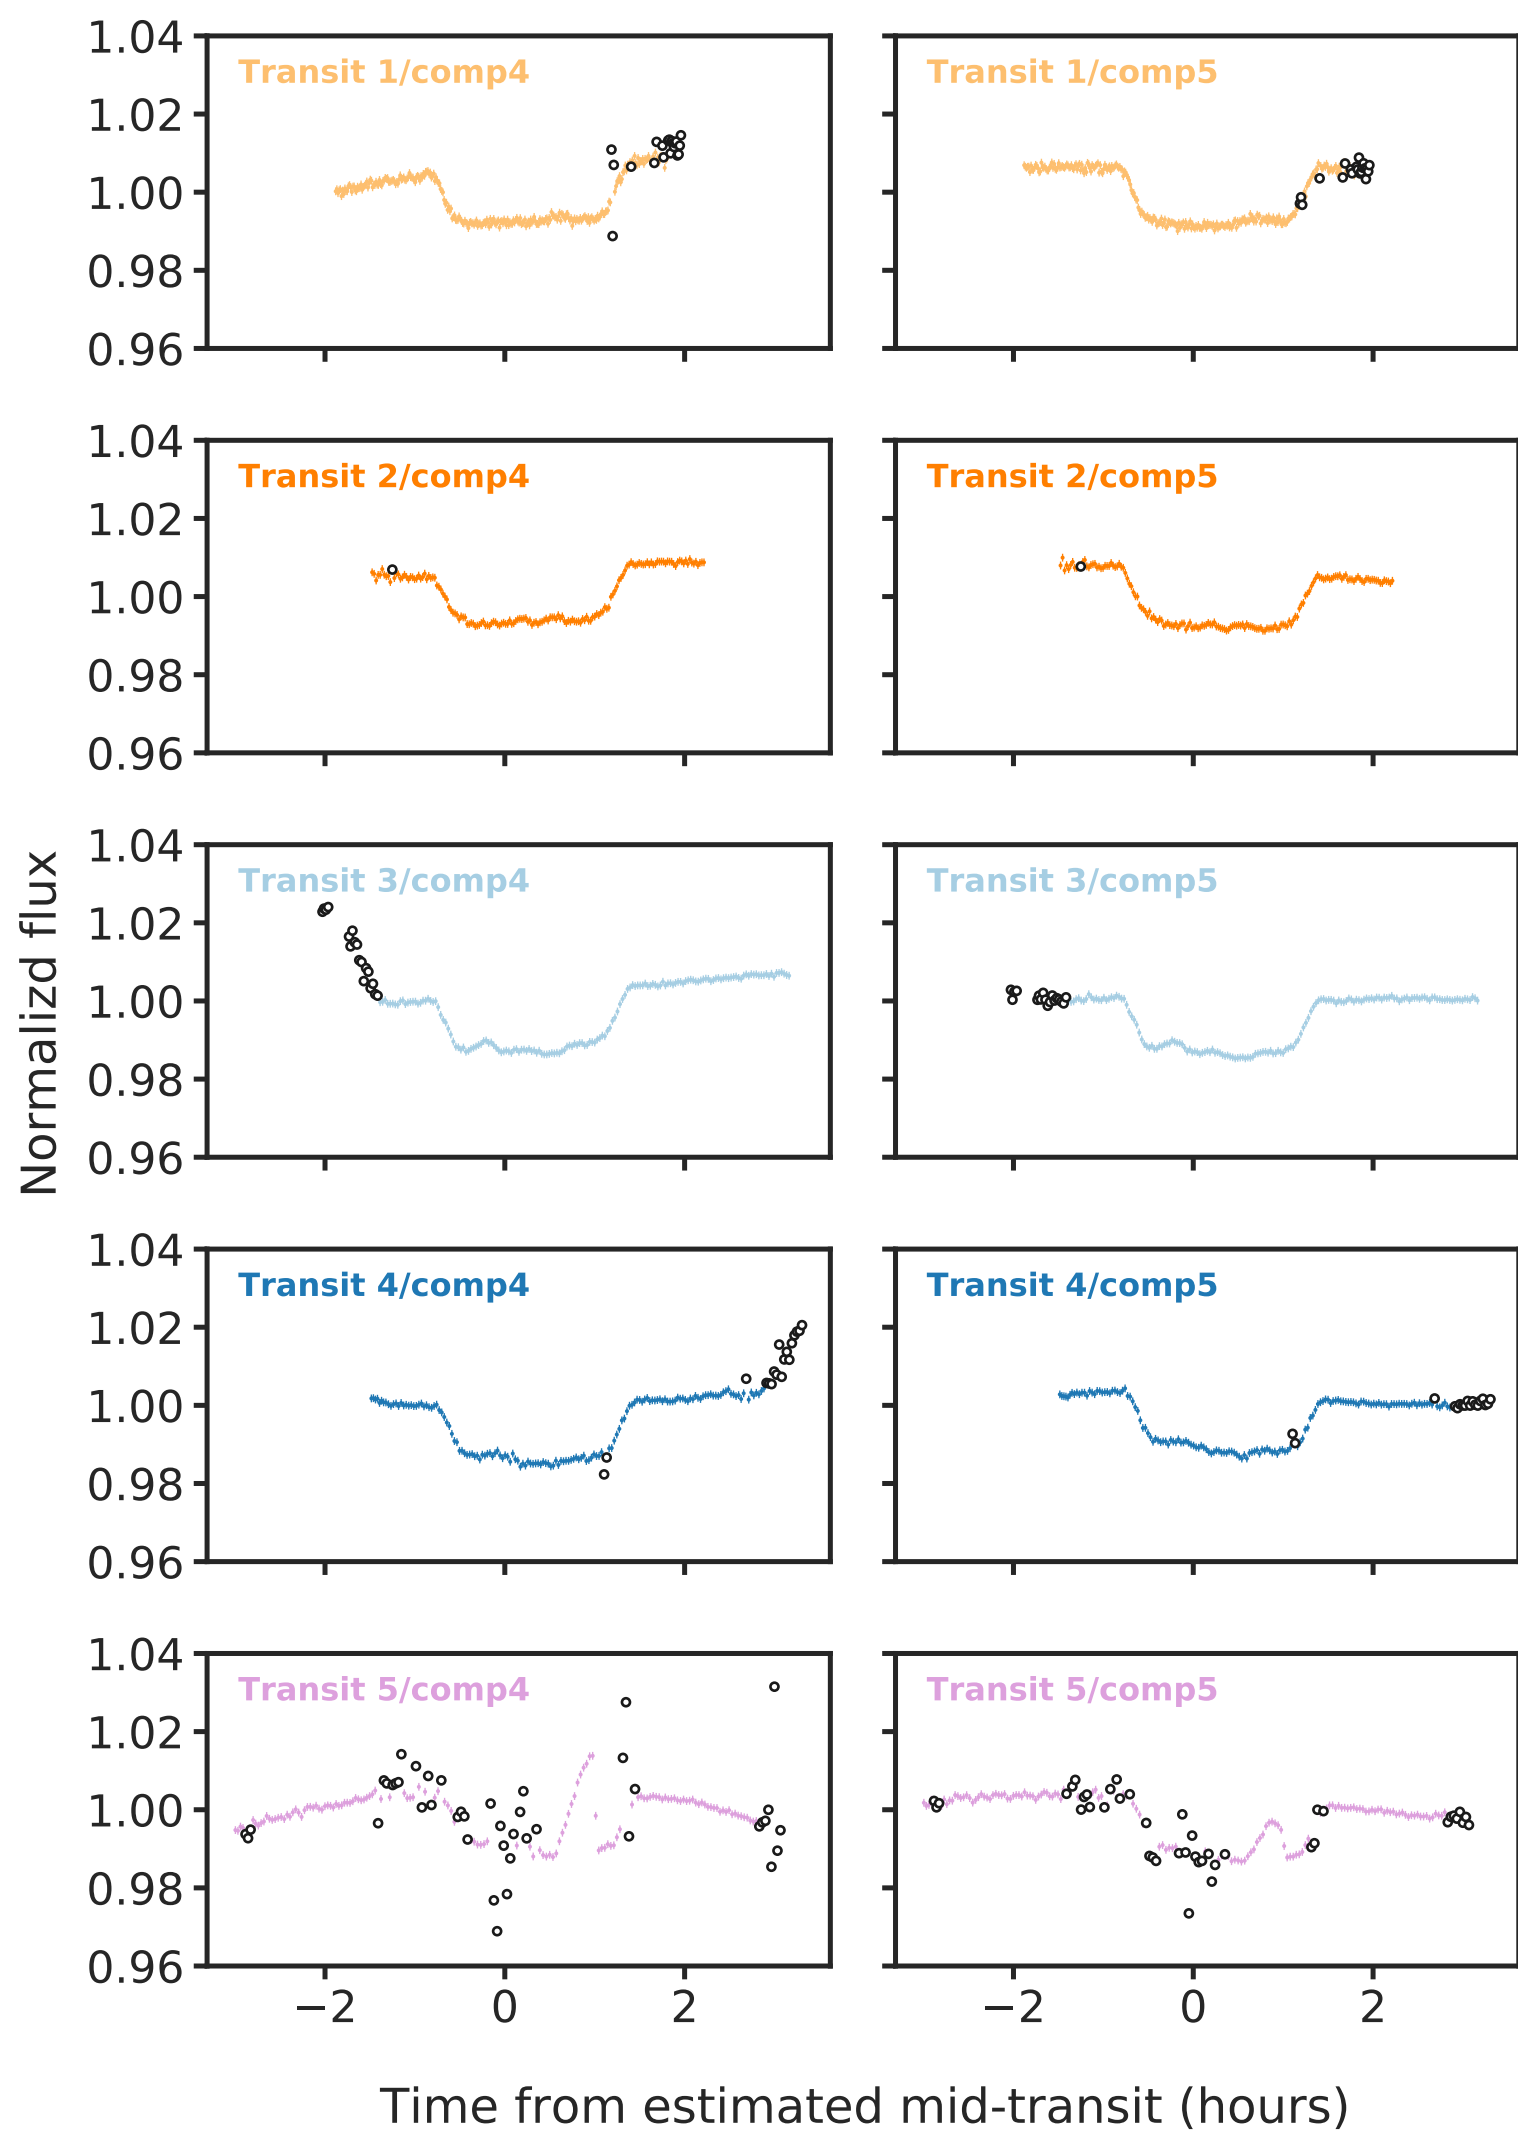 1.04
Transit 1/comp4
Transit 1/comp5
1.02
1.00
0.98
0.96
1.04
Transit 2/comp4
Transit 2/comp5
1.02
1.00
0.98
0.96
1.04
Transit 3/comp4
Transit 3/comp5
1.02
1.00
0.98
0.96
Normalizd flux
1.04
Transit 4/comp4
Transit 4/comp5
1.02
1.00
0.98
0.96
1.04
Transit 5/comp4
Transit 5/comp5
1.02
1.00
0.98
0.96
−2 0 2
−2 0 2
Time from estimated mid-transit (hours)